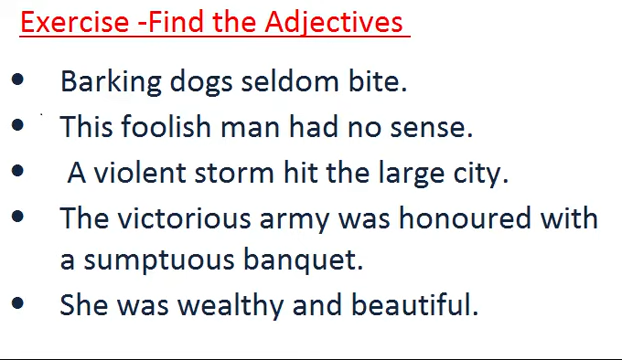 Exercise -Find the Adjectives
• Barking dogs seldom bite.
• This foolish man had no sense.
• A violent storm hit the large city.
• The victorious army was honoured with
a sumptuous banquet.
• She was wealthy and beautiful.